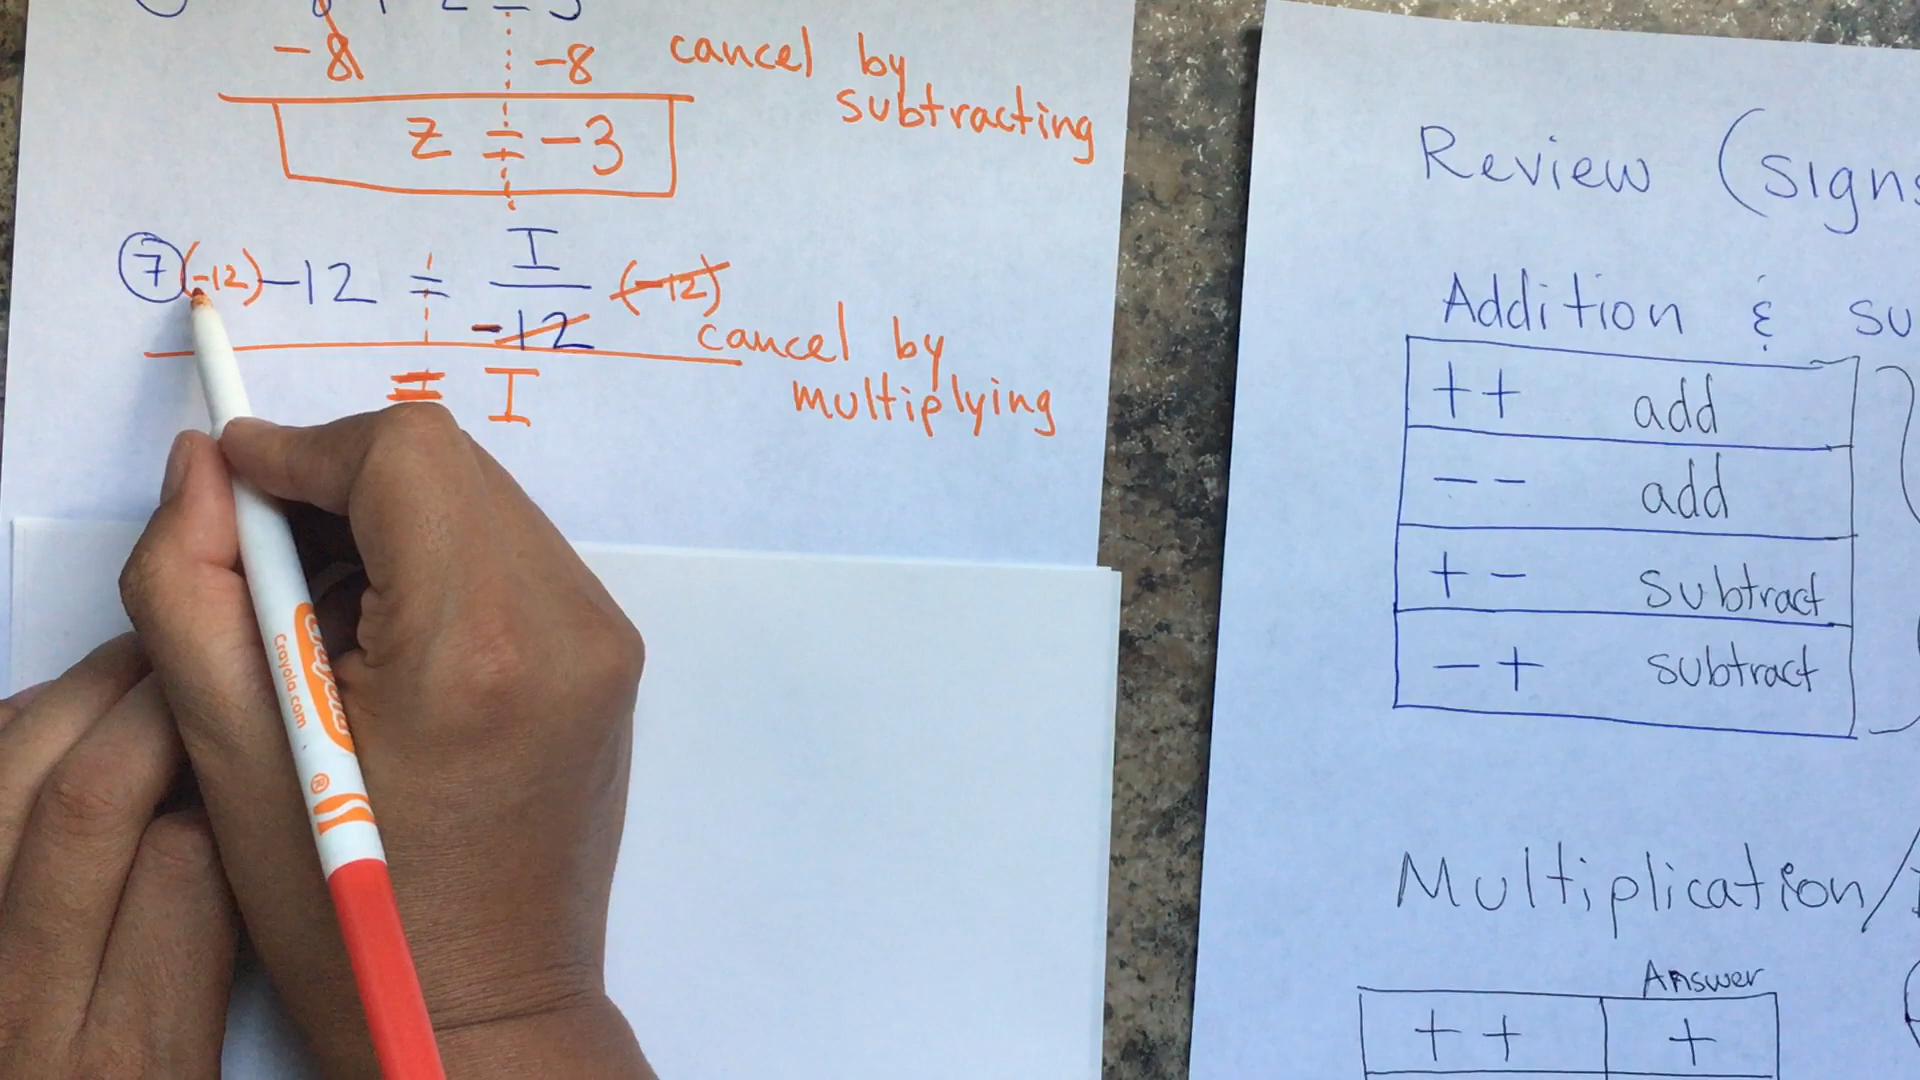 - 8 -8 cancel by
subtracting
z = -3
7 (-12) -12 = I (-12)
-12
cancel by
= I multiplying
Crayola
Crayola.com
®
Review (signs
Addition & su
++ add
-- add
+- subtract
-+ subtract
Multiplication/
Answer
++ +